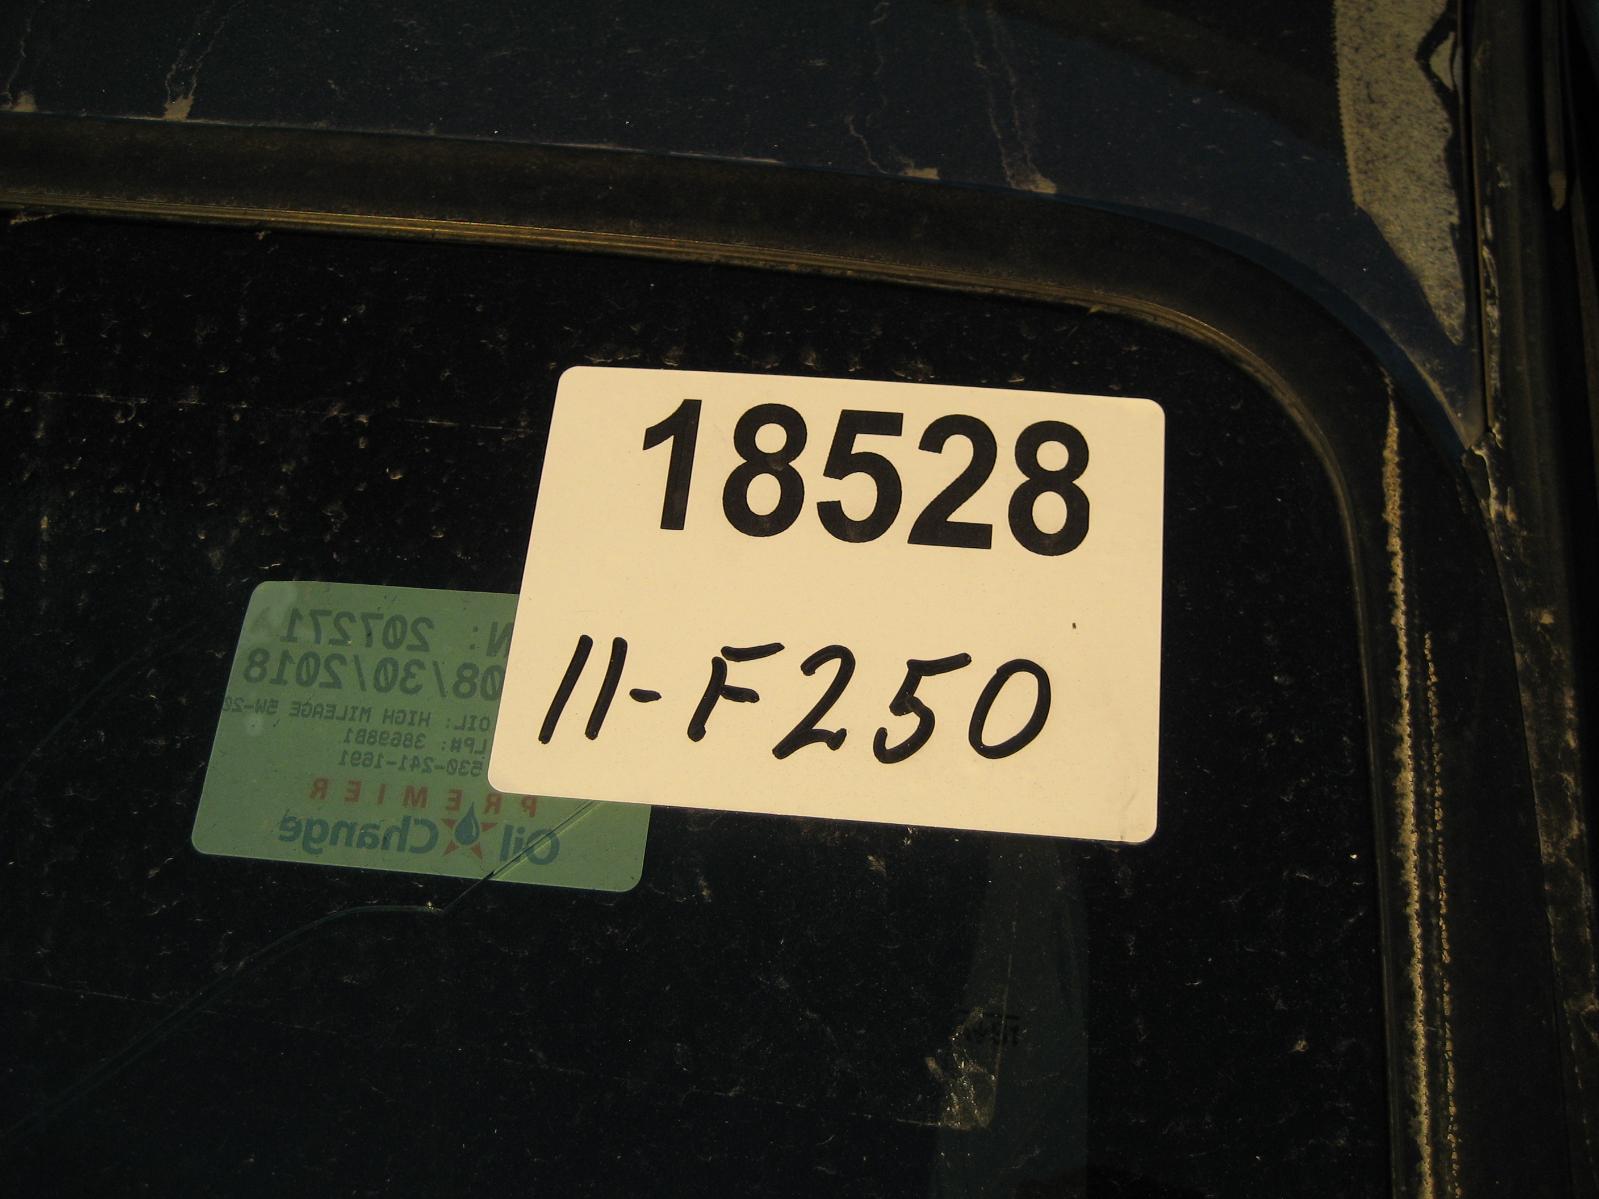 18528
11-F250
N: 207271
08/30/2018
OIL: HIGH MILEAGE 5W-20
LP#: 38698B1
530-241-1691
PREMIER
Oil Change